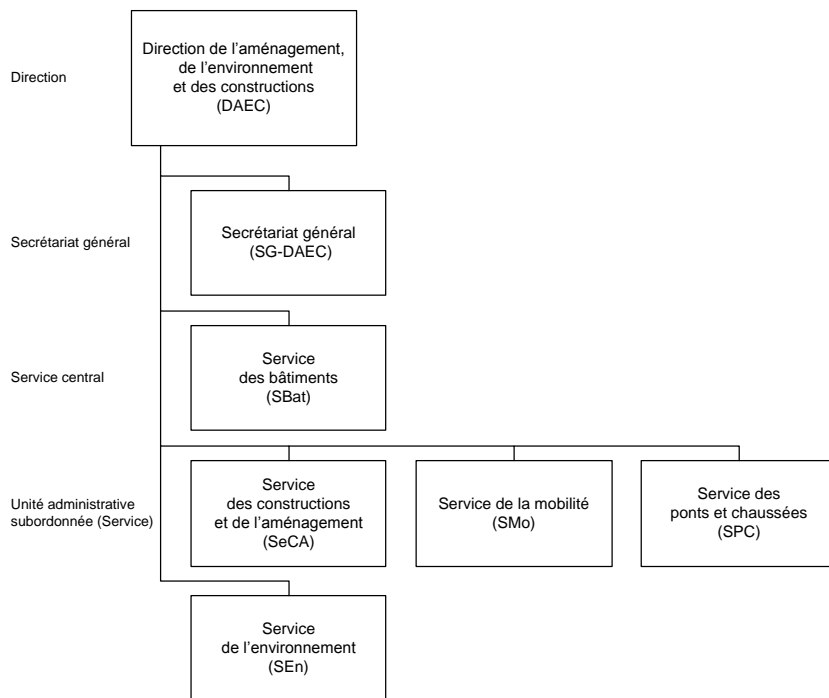 Direction
Direction de l’aménagement,
de l’environnement
et des constructions
(DAEC)
Secrétariat général
Secrétariat général
(SG-DAEC)
Service central
Service
des bâtiments
(SBat)
Unité administrative
subordonnée (Service)
Service
des constructions
et de l’aménagement
(SeCA)
Service de la mobilité
(SMo)
Service des
ponts et chaussées
(SPC)
Service
de l’environnement
(SEn)